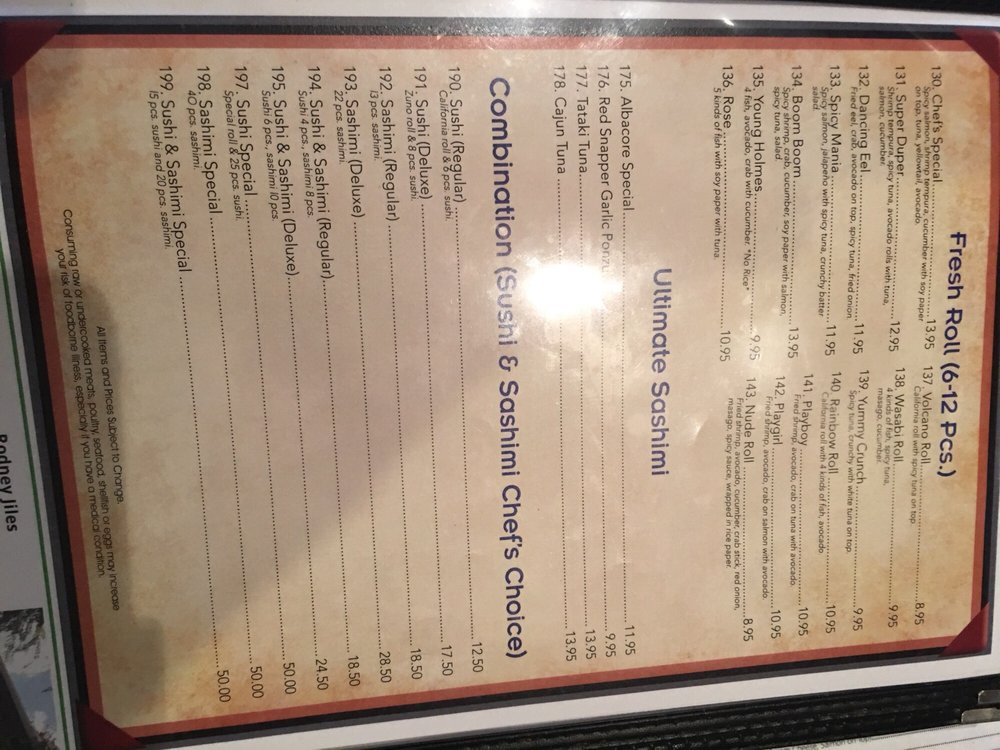 Fresh Roll (6-12 Pcs.)
130. Chef's Special 13.95
Spicy salmon, shrimp tempura, cucumber with soy paper
on top, tuna, yellowtail, avocado.
131. Super Duper 12.95
Shrimp tempura, spicy tuna, avocado rolls with tuna,
salmon, cucumber.
132. Dancing Eel 11.95
Fried eel, crab, avocado on top, spicy tuna, fried onion.
133. Spicy Mania 11.95
Spicy salmon, jalapeño with spicy tuna, crunchy batter
salad.
134. Boom Boom 13.95
Spicy shrimp, crab, cucumber, soy paper with salmon,
spicy tuna, salad.
135. Young Holmes 9.95
4 fish, avocado, crab with cucumber. *No Rice*
136. Rose 10.95
5 kinds of fish with soy paper with tuna.
137. Volcano Roll 8.95
California roll with spicy tuna on top.
138. Wasabi Roll 9.95
4 kinds of fish, spicy tuna,
masago, cucumber.
139. Yummy Crunch 9.95
Spicy tuna, crunchy with white tuna on top.
140. Rainbow Roll 10.95
California roll with 4 kinds of fish, avocado
141. Playboy 10.95
Fried shrimp, avocado, crab on tuna with avocado.
142. Playgirl 10.95
Fried shrimp, avocado, crab on salmon with avocado.
143. Nude Roll 8.95
Fried shrimp, avocado, cucumber, crab stick, red onion,
masago, spicy sauce, wrapped in rice paper.
Ultimate Sashimi
175. Albacore Special 11.95
176. Red Snapper Garlic Ponzu 9.95
177. Tataki Tuna 13.95
178. Cajun Tuna 13.95
Combination (Sushi & Sashimi Chef's Choice)
190. Sushi (Regular) 12.50
California roll & 6 pcs sushi.
191. Sushi (Deluxe) 17.50
Zuno roll & 8 pcs. sushi.
192. Sashimi (Regular) 18.50
13 pcs. sashimi.
193. Sashimi (Deluxe) 28.50
22 pcs. sashimi.
194. Sushi & Sashimi (Regular) 18.50
Sushi 4 pcs., sashimi 8 pcs.
195. Sushi & Sashimi (Deluxe) 24.50
Sushi 6 pcs., sashimi 10 pcs.
197. Sushi Special 50.00
Special roll & 25 pcs. sushi.
198. Sashimi Special 50.00
40 pcs. sashimi.
199. Sushi & Sashimi Special 50.00
15 pcs. sushi and 20 pcs. sashimi.
All Items and Prices Subject to Change.
Consuming raw or undercooked meats, poultry, seafood, shellfish or eggs may increase
your risk of foodborne illness, especially if you have a medical condition.
Rodney Jiles